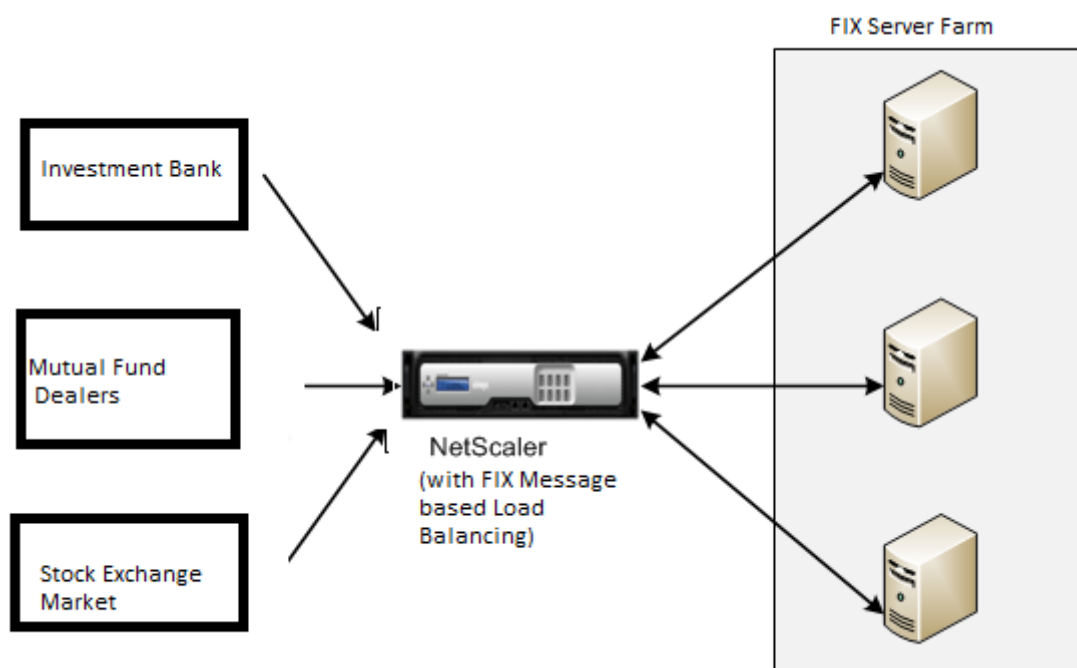 FIX Server Farm
Investment Bank
Mutual Fund
Dealers
Stock Exchange
Market
NetScaler
(with FIX Message
based Load
Balancing)